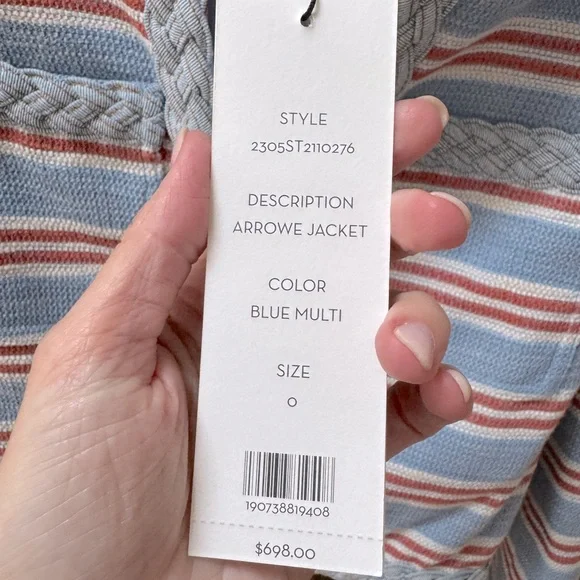 STYLE
2305ST2110276
DESCRIPTION
ARROWE JACKET
COLOR
BLUE MULTI
SIZE
0
190738819408
$698.00